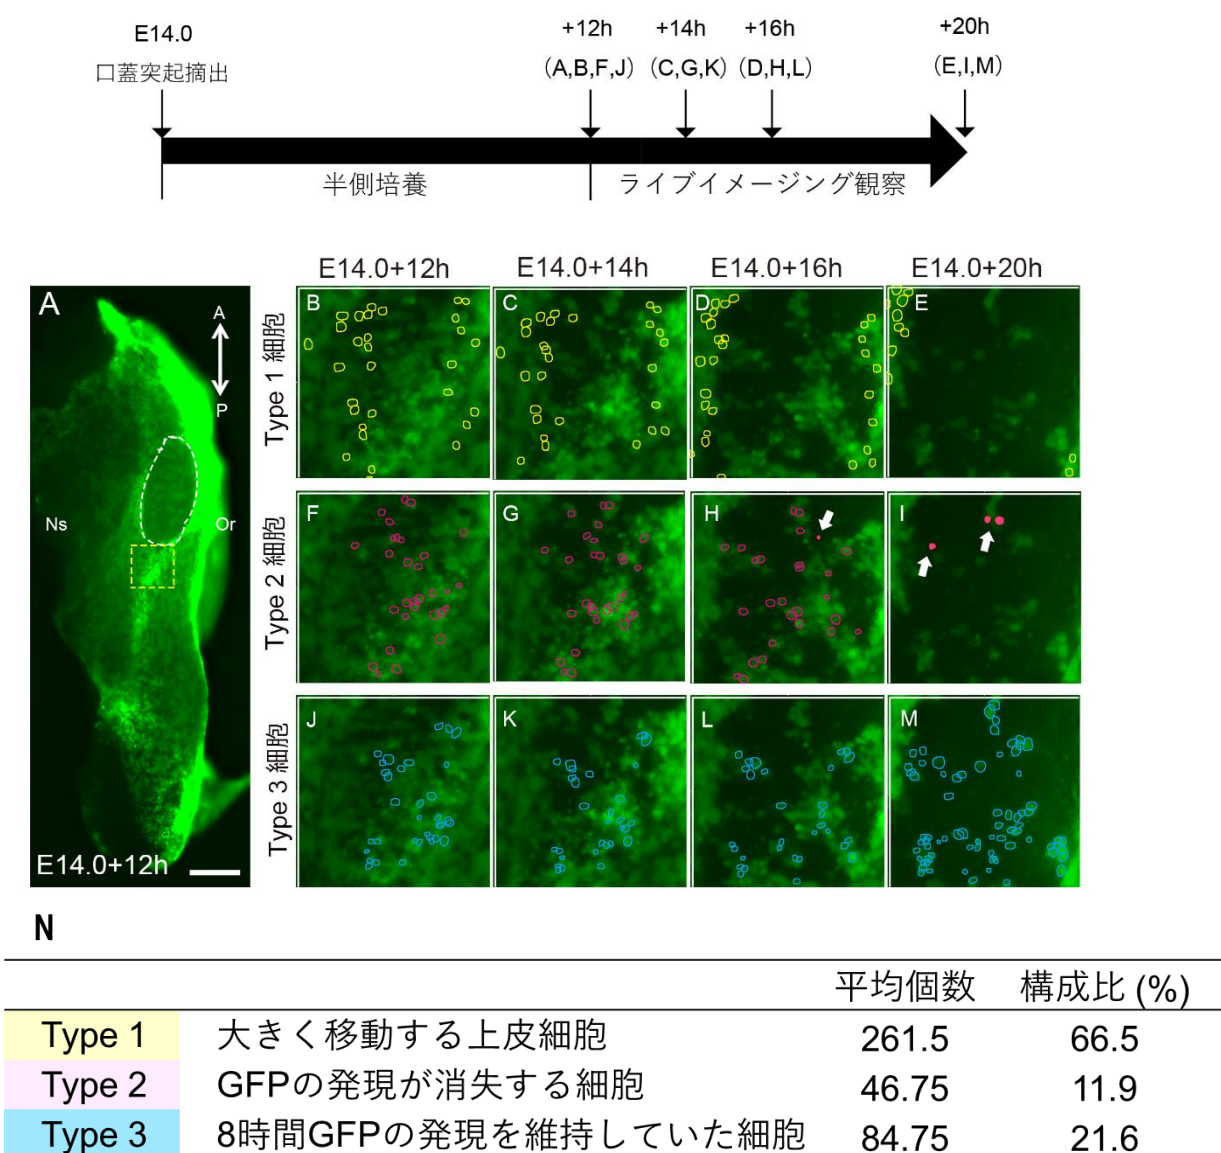 E14.0
口蓋突起摘出
+12h
(A,B,F,J)
+14h
(C,G,K)
+16h
(D,H,L)
+20h
(E,I,M)
半側培養
ライブイメージング観察
E14.0+12h
E14.0+14h
E14.0+16h
E14.0+20h
A
A
P
Ns
Or
E14.0+12h
Type 1 細胞
B
C
D
E
Type 2 細胞
F
G
H
I
Type 3 細胞
J
K
L
M
N
平均個数 構成比 (%)
Type 1 大きく移動する上皮細胞 261.5 66.5
Type 2 GFPの発現が消失する細胞 46.75 11.9
Type 3 8時間GFPの発現を維持していた細胞 84.75 21.6